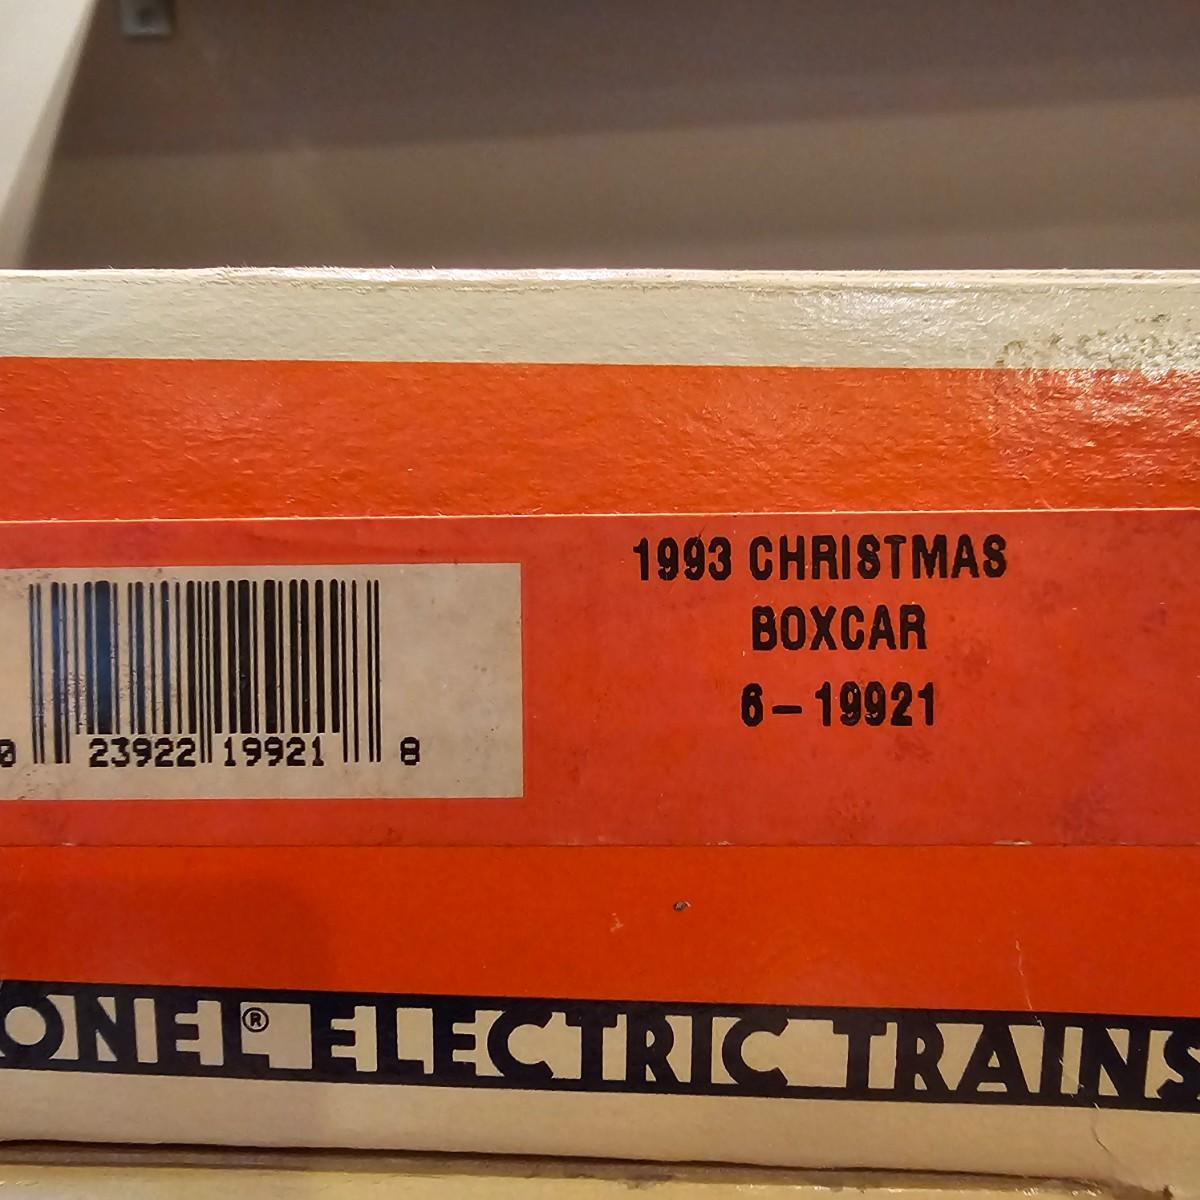 1993 CHRISTMAS
BOXCAR
6-19921
0 23922 19921 8
ONEL® ELECTRIC TRAINS